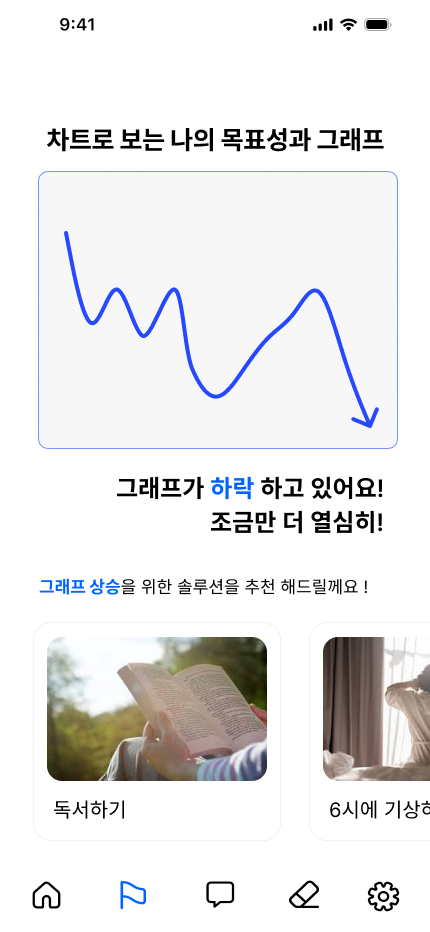 9:41
차트로 보는 나의 목표성과 그래프
그래프가 하락 하고 있어요!
조금만 더 열심히!
그래프 상승을 위한 솔루션을 추천 해드릴께요 !
독서하기
6시에 기상